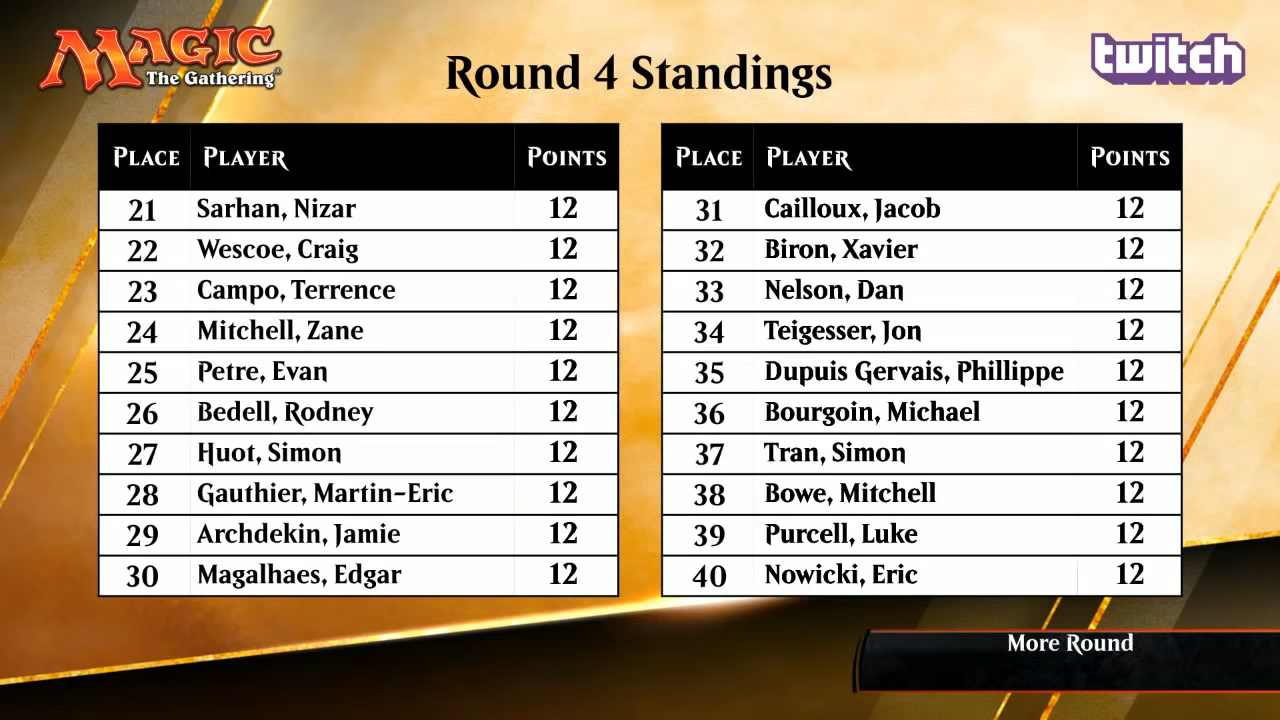 MAGIC
The Gathering®
Round 4 Standings
twitch
PLACE PLAYER POINTS
21 Sarhan, Nizar 12
22 Wescoe, Craig 12
23 Campo, Terrence 12
24 Mitchell, Zane 12
25 Petre, Evan 12
26 Bedell, Rodney 12
27 Huot, Simon 12
28 Gauthier, Martin-Eric 12
29 Archdekin, Jamie 12
30 Magalhaes, Edgar 12
PLACE PLAYER POINTS
31 Cailloux, Jacob 12
32 Biron, Xavier 12
33 Nelson, Dan 12
34 Teigesser, Jon 12
35 Dupuis Gervais, Phillippe 12
36 Bourgoin, Michael 12
37 Tran, Simon 12
38 Bowe, Mitchell 12
39 Purcell, Luke 12
40 Nowicki, Eric 12
More Round